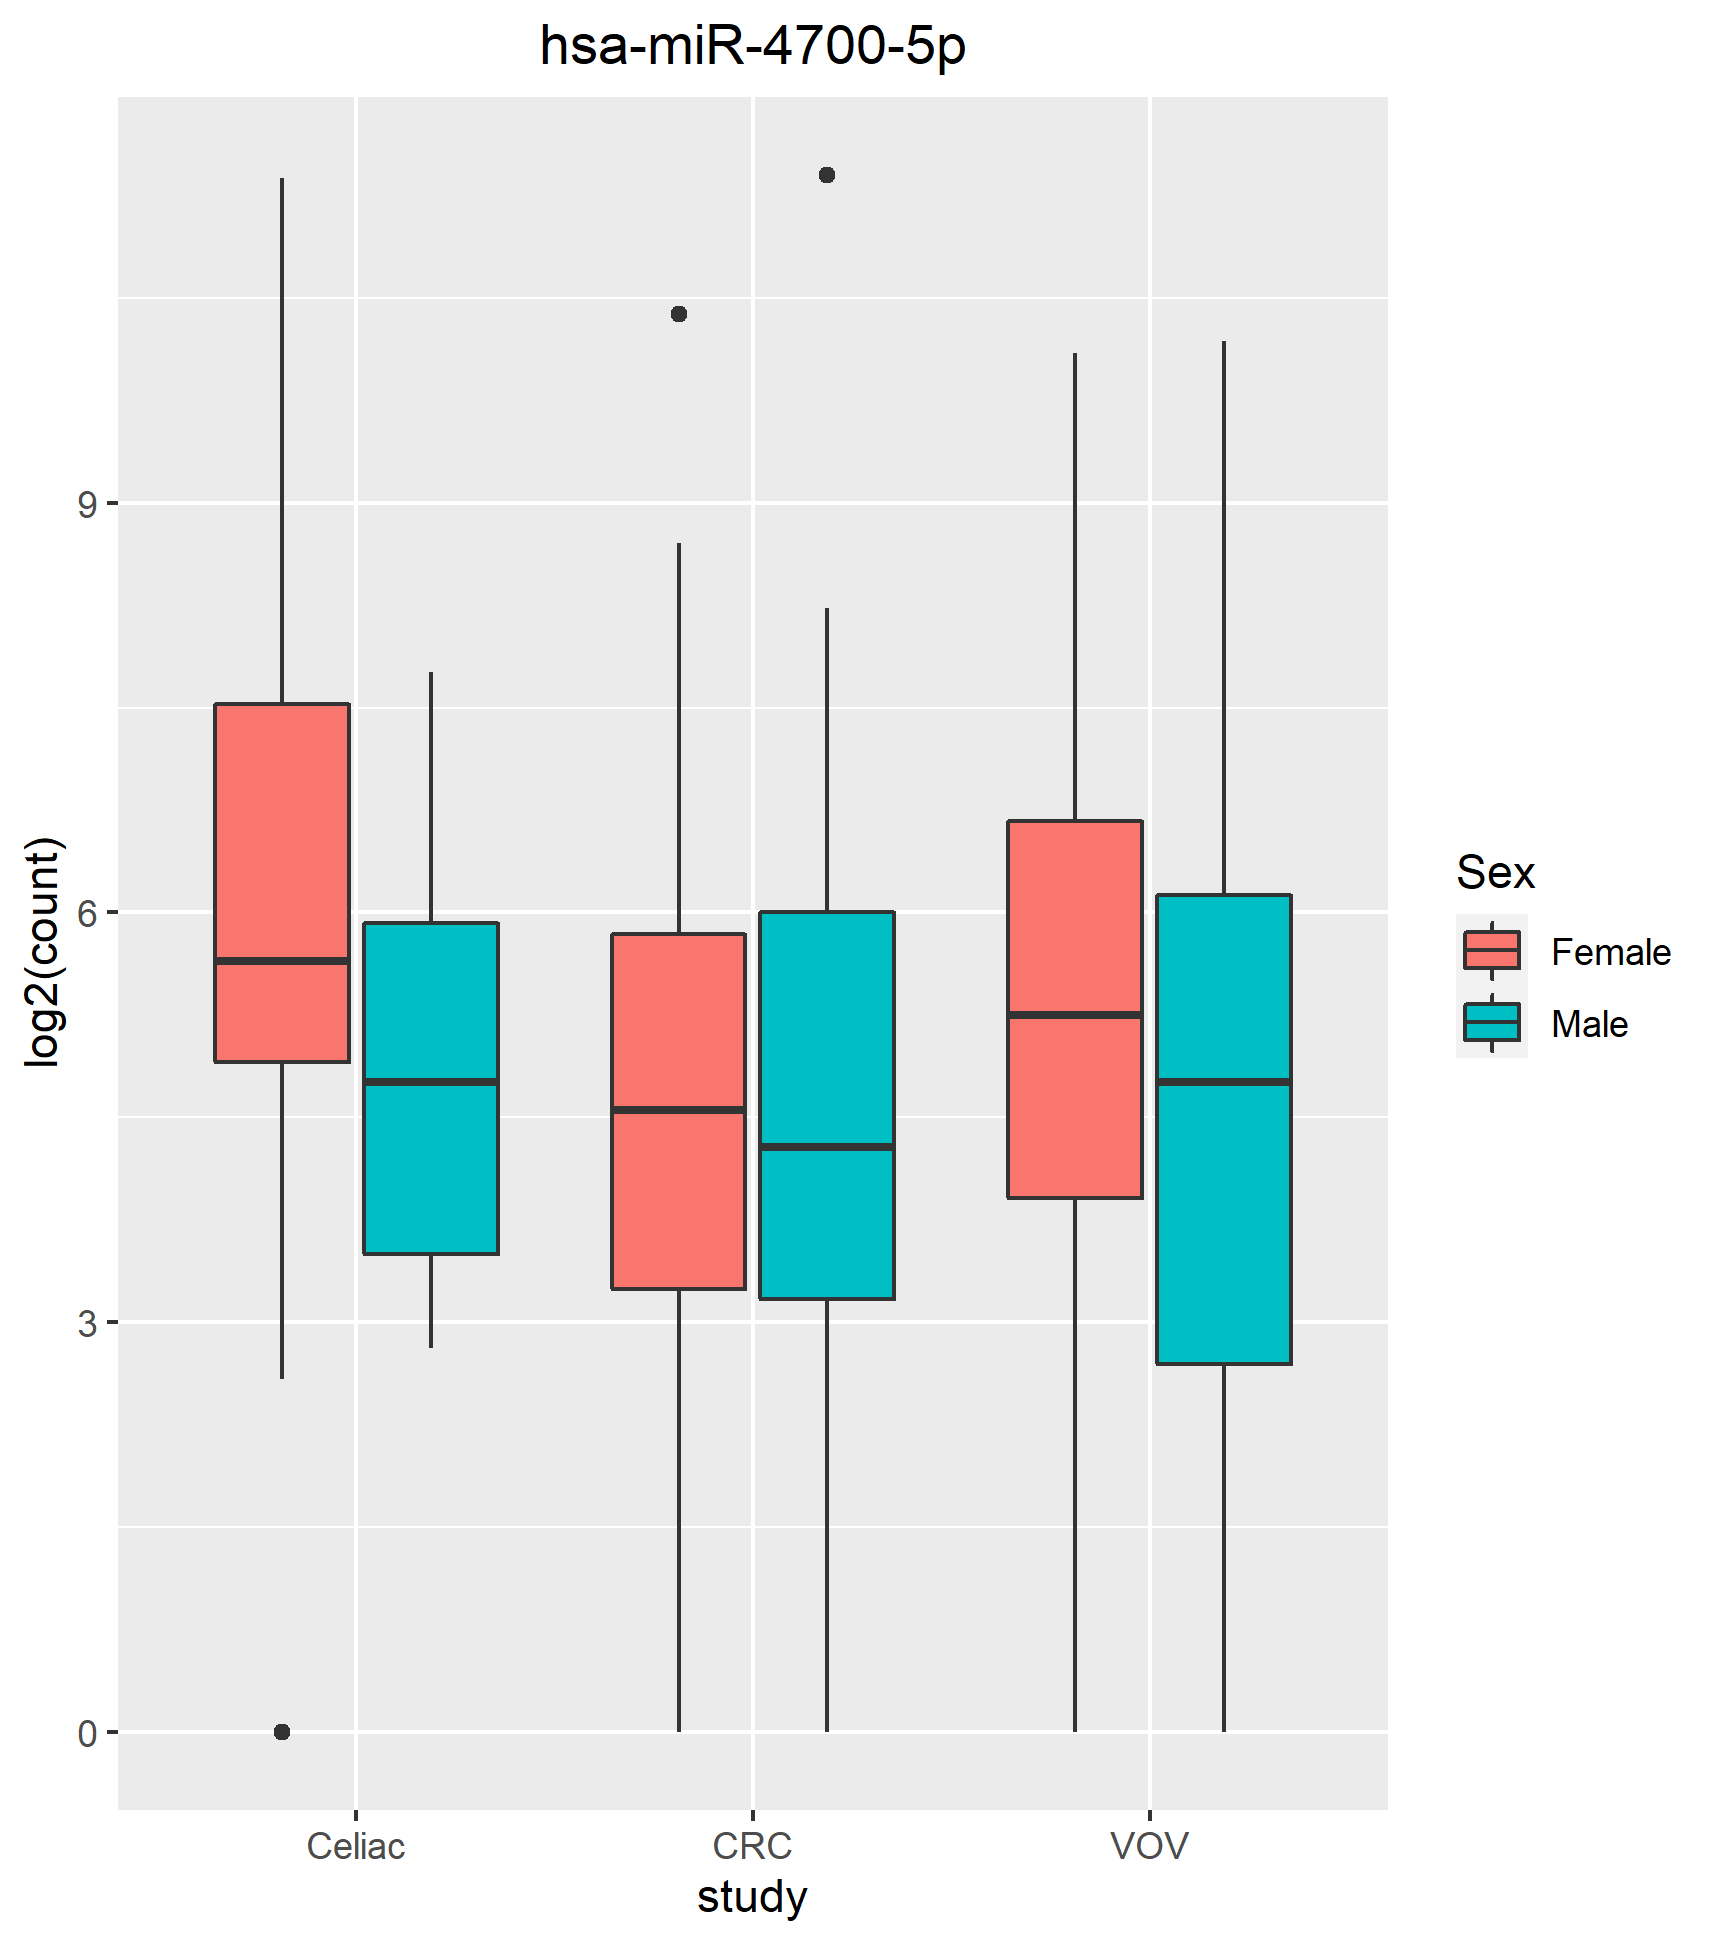 hsa-miR-4700-5p
log2(count)
9
6
3
0
Celiac CRC VOV
study
Sex
Female
Male